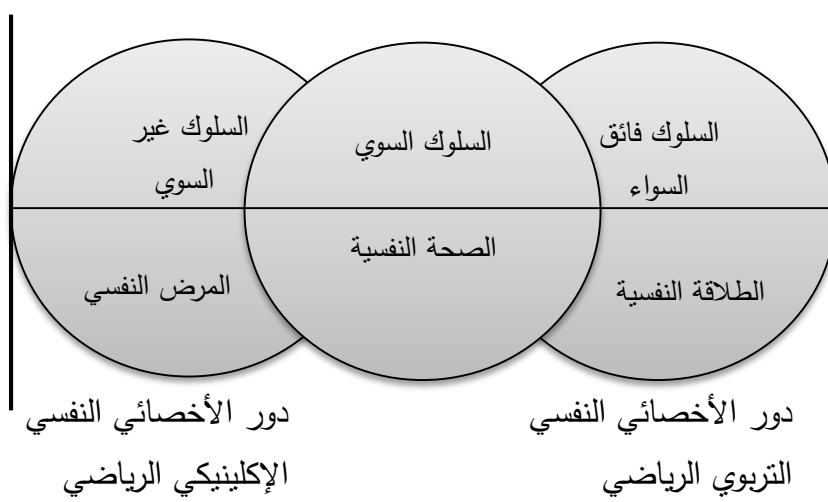 السلوك فائق
السواء
السلوك السوي
السلوك غير
السوي
الطلاقة النفسية
الصحة النفسية
المرض النفسي
دور الأخصائي النفسي
التربوي الرياضي
دور الأخصائي النفسي
الإكلينيكي الرياضي